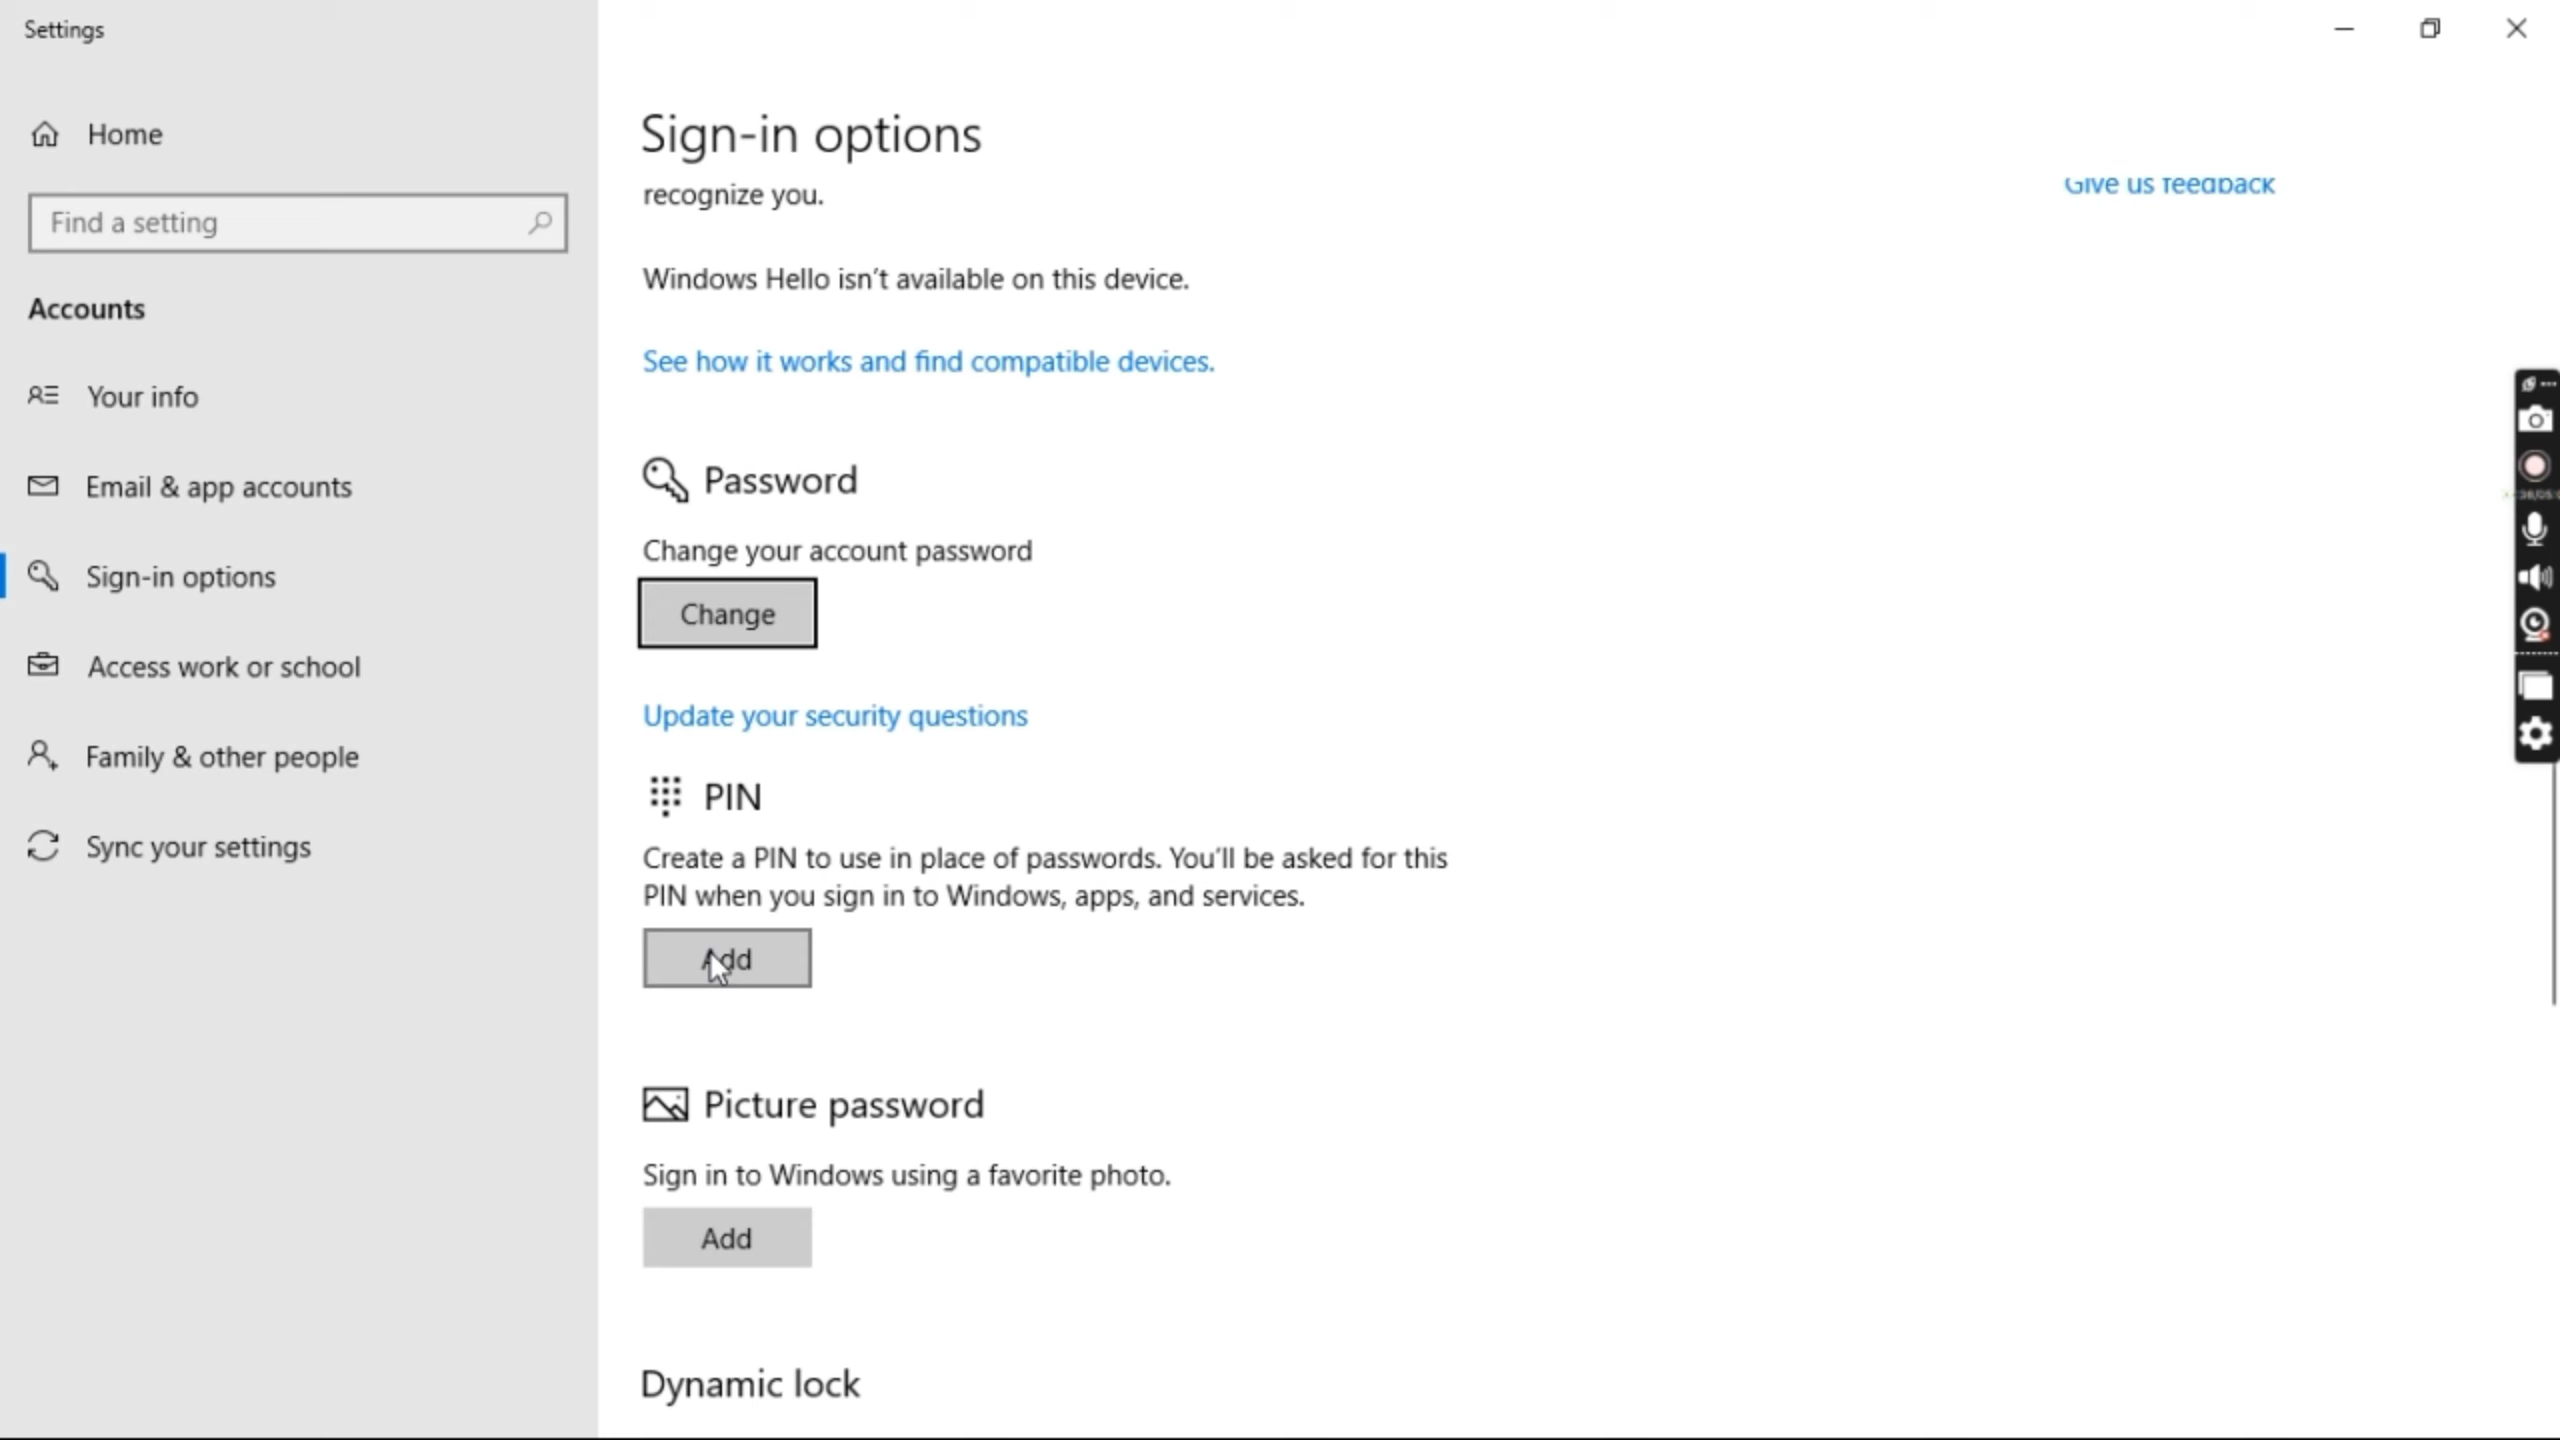 Settings
Home
Find a setting
Accounts
Your info
Email & app accounts
Sign-in options
Access work or school
Family & other people
Sync your settings
Sign-in options
recognize you.
Give us feedback
Windows Hello isn’t available on this device.
See how it works and find compatible devices.
Password
Change your account password
Change
Update your security questions
PIN
Create a PIN to use in place of passwords. You’ll be asked for this
PIN when you sign in to Windows, apps, and services.
Add
Picture password
Sign in to Windows using a favorite photo.
Add
Dynamic lock